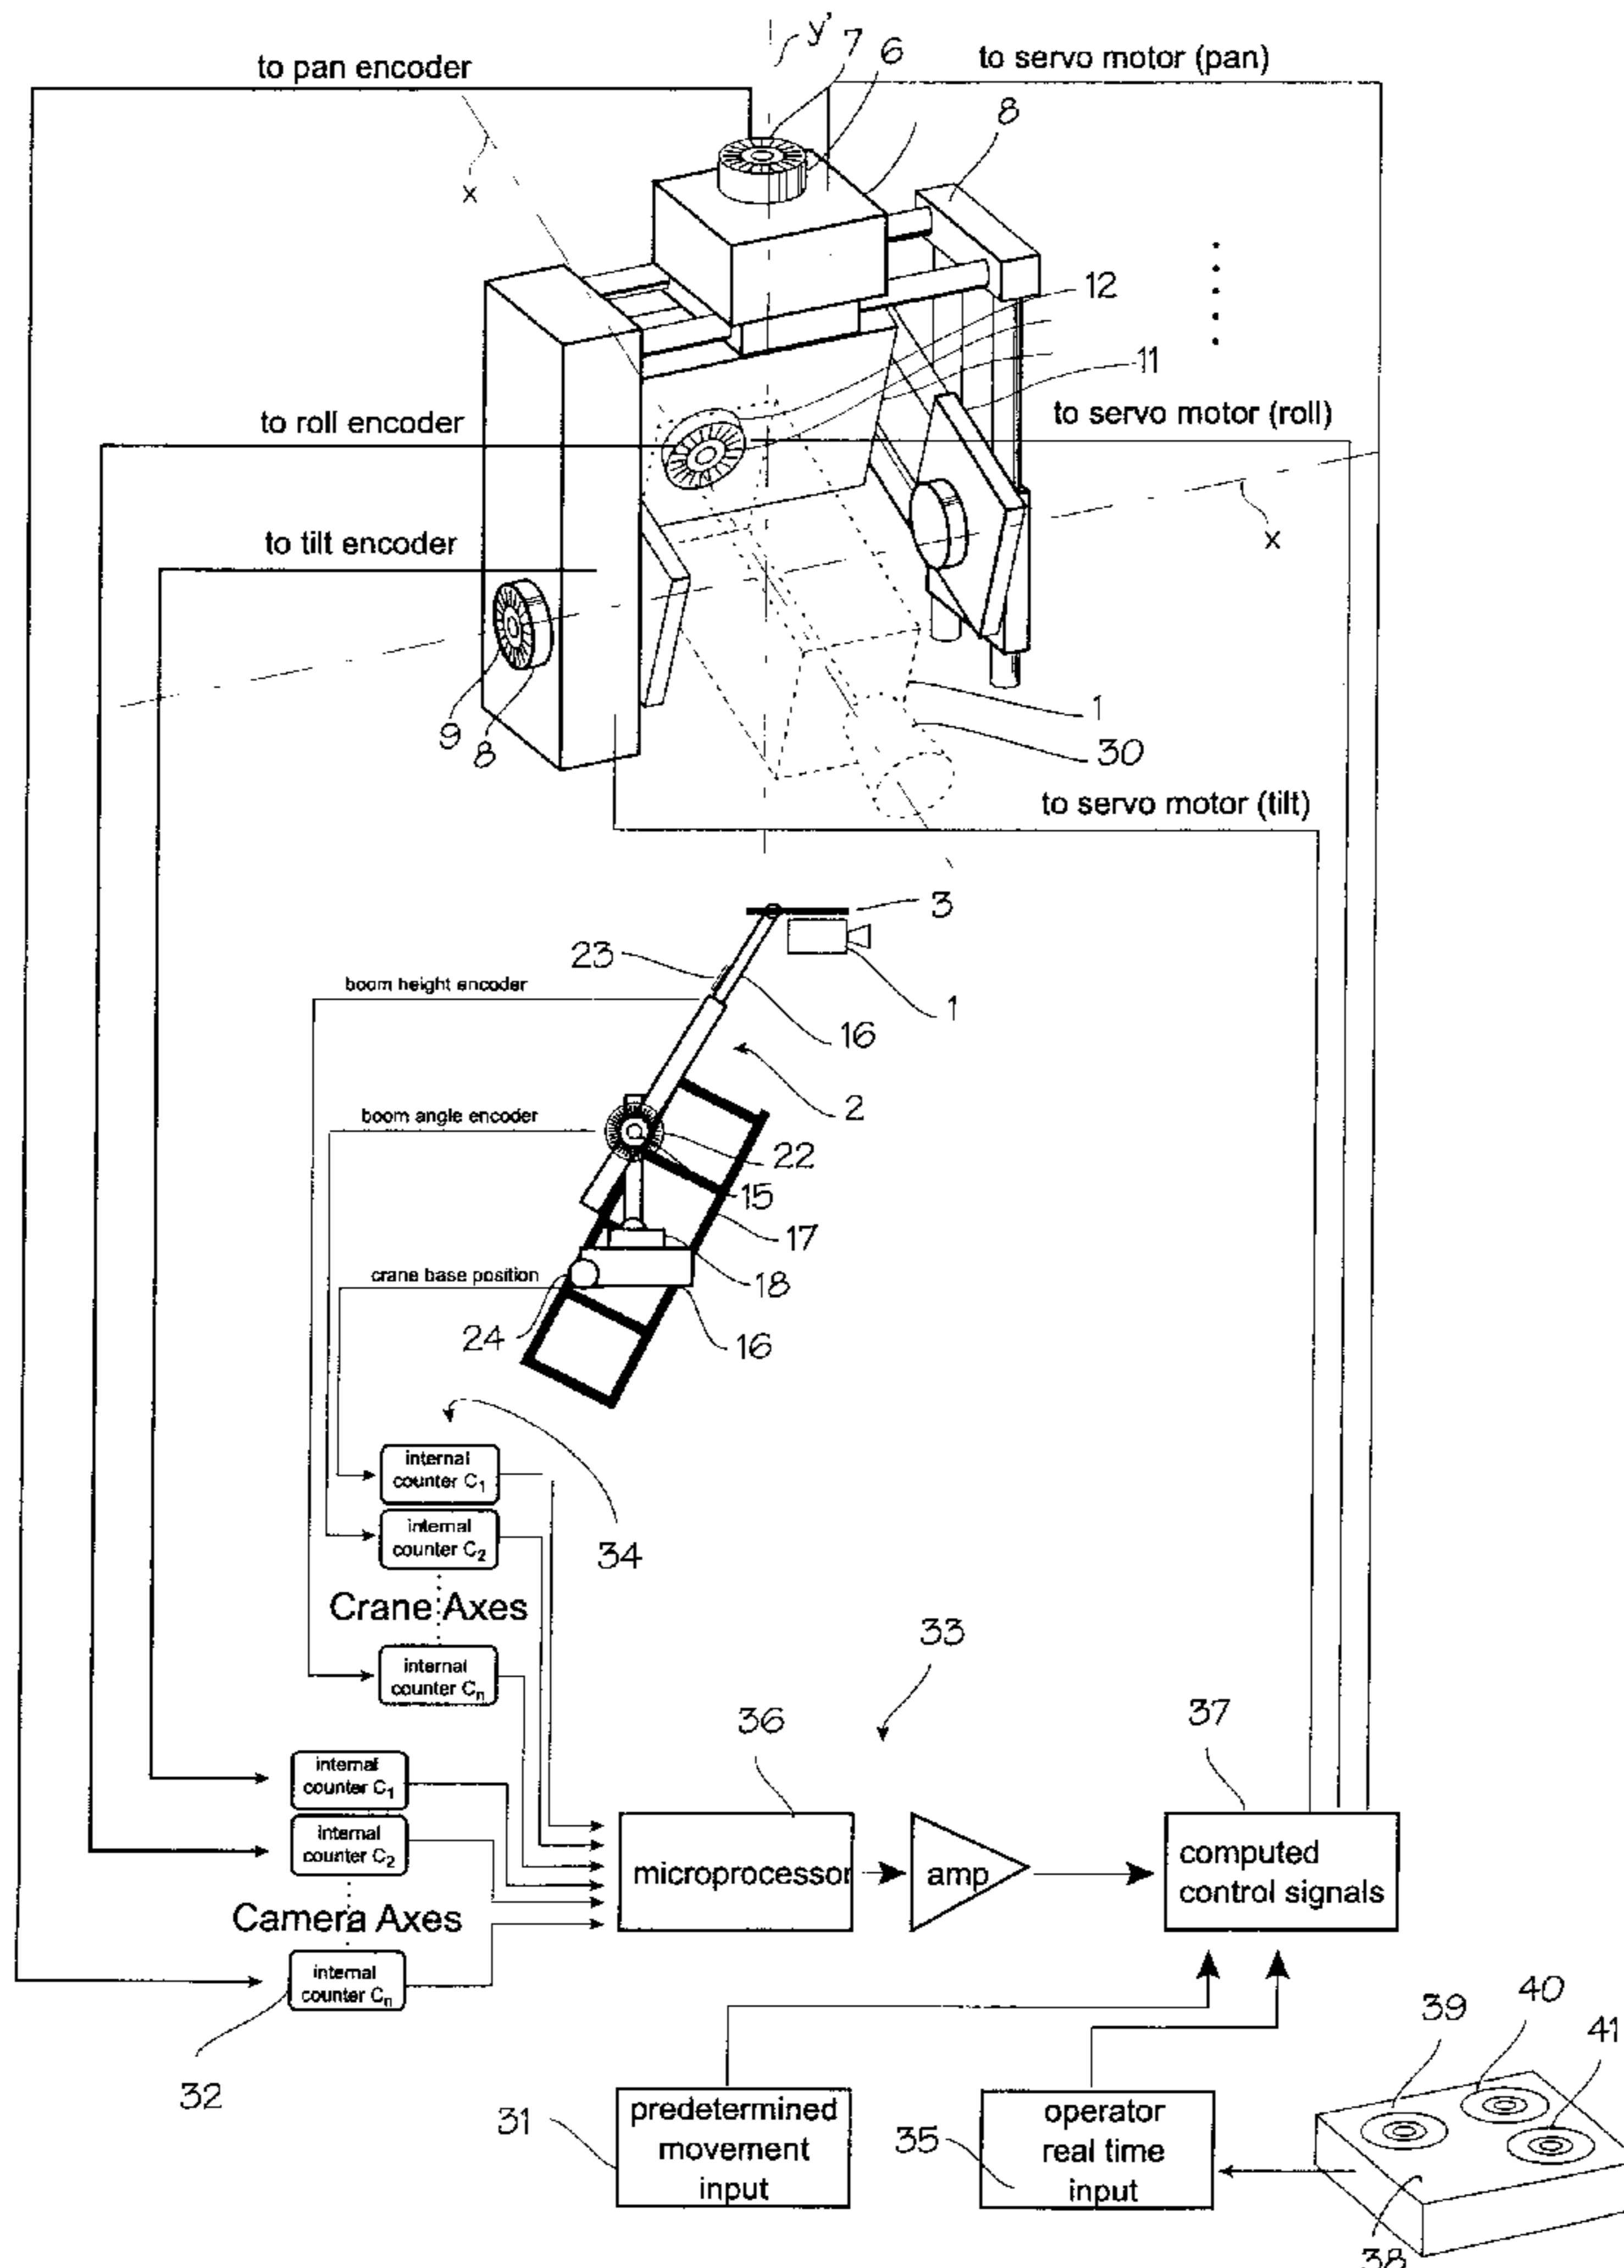 y'
7
6
to pan encoder
to servo motor (pan)
8
x
12
11
to roll encoder
to servo motor (roll)
to tilt encoder
x
9
8
1
30
to servo motor (tilt)
3
23
boom height encoder
1
16
2
boom angle encoder
22
15
17
18
crane base position
24
16
internal
counter C1
internal
counter C2
34
Crane Axes
internal
counter Cn
33
36
37
internal
counter C1
internal
counter C2
microprocessor
amp
computed
control signals
Camera Axes
internal
counter Cn
32
39
40
41
31
predetermined
movement
input
35
operator
real time
input
38